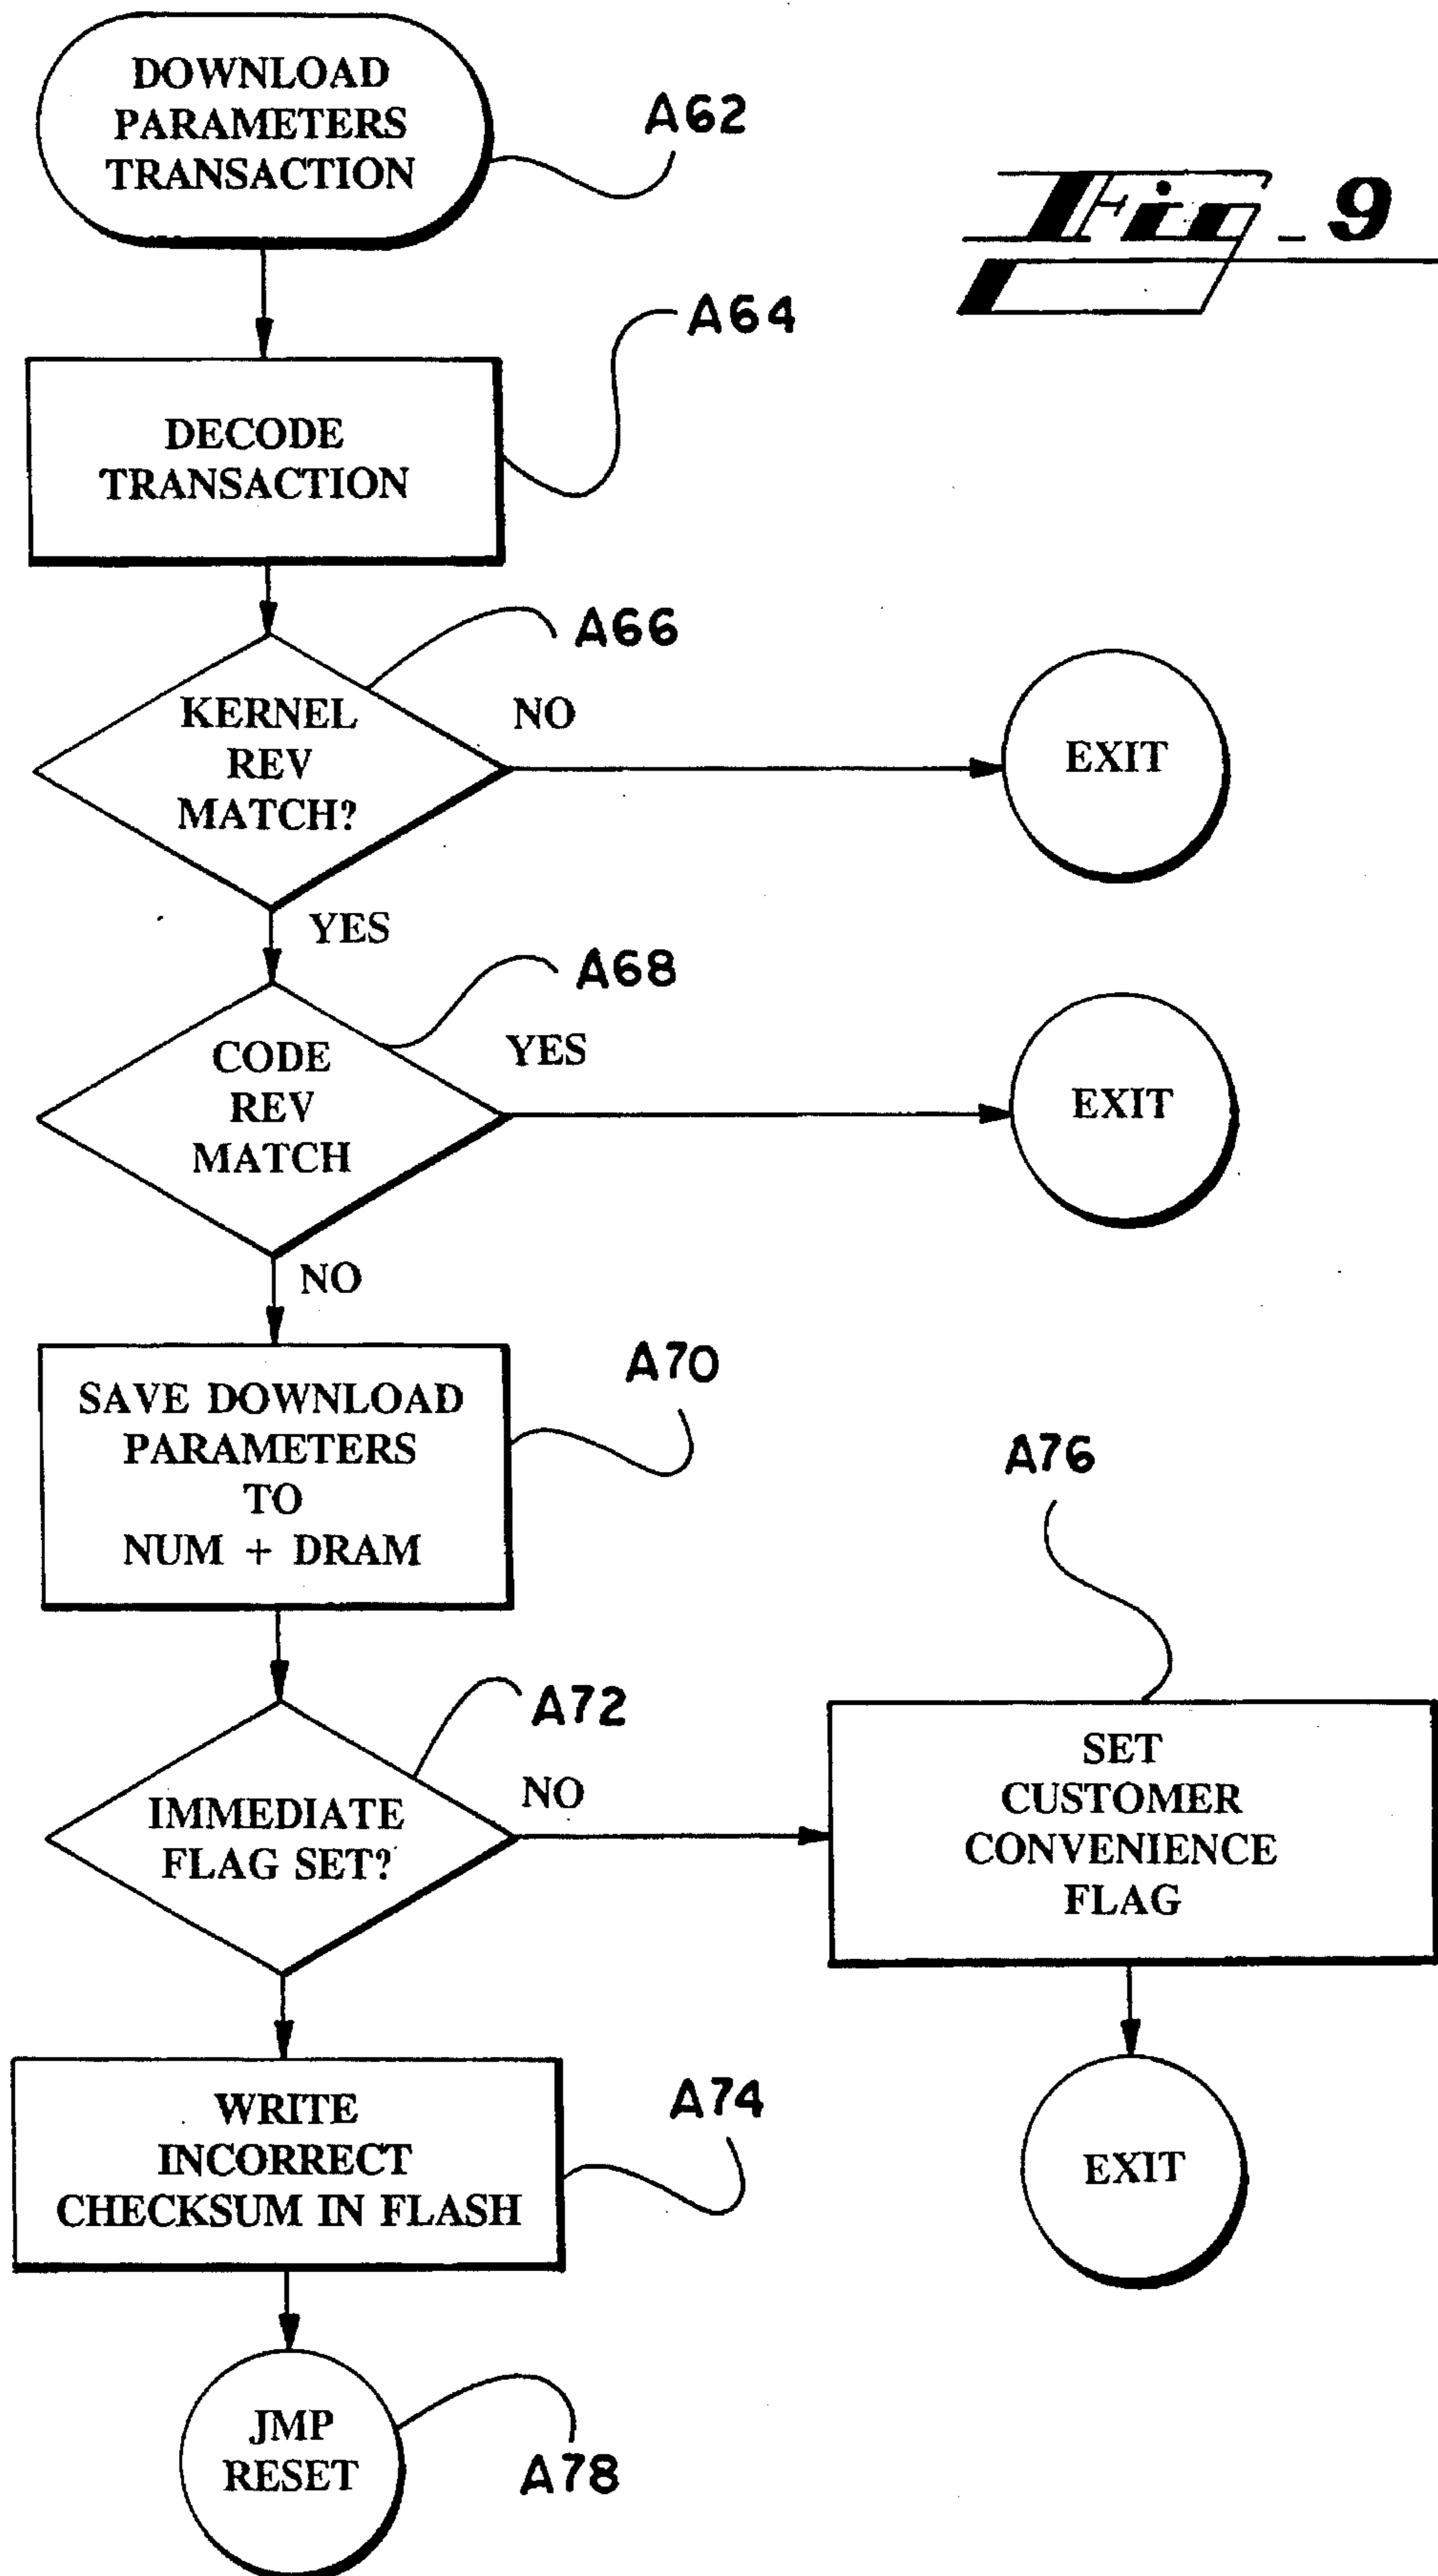 DOWNLOAD
PARAMETERS
TRANSACTION
A62
Fig_9
DECODE
TRANSACTION
A64
KERNEL
REV
MATCH?
A66
NO
EXIT
YES
CODE
REV
MATCH
A68
YES
EXIT
NO
SAVE DOWNLOAD
PARAMETERS
TO
NUM + DRAM
A70
IMMEDIATE
FLAG SET?
A72
NO
A76
SET
CUSTOMER
CONVENIENCE
FLAG
EXIT
WRITE
INCORRECT
CHECKSUM IN FLASH
A74
JMP
RESET
A78